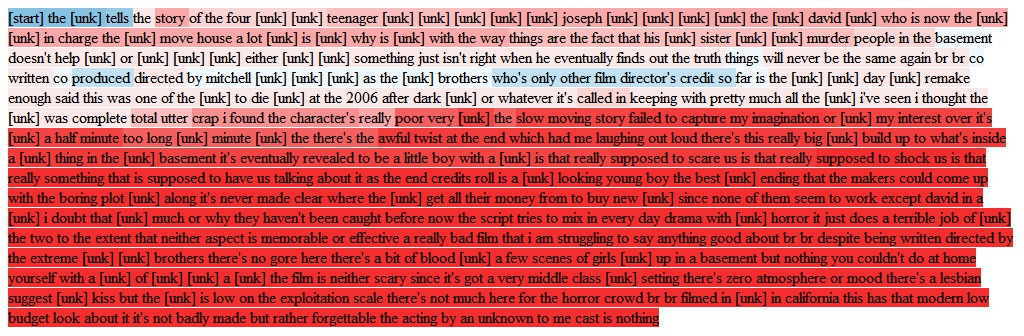 [start] the [unk] tells the story of the four [unk] [unk] teenager [unk] [unk] [unk] [unk] [unk] joseph [unk] [unk] [unk] [unk] the [unk] david [unk] who is now the [unk]
[unk] in charge the [unk] move house a lot [unk] is [unk] why is [unk] with the way things are the fact that his [unk] sister [unk] [unk] murder people in the basement
doesn't help [unk] or [unk] [unk] [unk] either [unk] [unk] something just isn't right when he eventually finds out the truth things will never be the same again br br co
written co produced directed by mitchell [unk] [unk] [unk] as the [unk] brothers who's only other film director's credit so far is the [unk] [unk] day [unk] remake
enough said this was one of the [unk] to die [unk] at the 2006 after dark [unk] or whatever it's called in keeping with pretty much all the [unk] i've seen i thought the
[unk] was complete total utter crap i found the character's really poor very [unk] the slow moving story failed to capture my imagination or [unk] my interest over it's
[unk] a half minute too long [unk] minute [unk] the there's the awful twist at the end which had me laughing out loud there's this really big [unk] build up to what's inside
a [unk] thing in the [unk] basement it's eventually revealed to be a little boy with a [unk] is that really supposed to scare us is that really supposed to shock us is that
really something that is supposed to have us talking about it as the end credits roll is a [unk] looking young boy the best [unk] ending that the makers could come up
with the boring plot [unk] along it's never made clear where the [unk] get all their money from to buy new [unk] since none of them seem to work except david in a
[unk] i doubt that [unk] much or why they haven't been caught before now the script tries to mix in every day drama with [unk] horror it just does a terrible job of [unk]
the two to the extent that neither aspect is memorable or effective a really bad film that i am struggling to say anything good about br br despite being written directed by
the extreme [unk] [unk] brothers there's no gore here there's a bit of blood [unk] a few scenes of girls [unk] up in a basement but nothing you couldn't do at home
yourself with a [unk] of [unk] [unk] a [unk] the film is neither scary since it's got a very middle class [unk] setting there's zero atmosphere or mood there's a lesbian
suggest [unk] kiss but the [unk] is low on the exploitation scale there's not much here for the horror crowd br br filmed in [unk] in california this has that modern low
budget look about it it's not badly made but rather forgettable the acting by an unknown to me cast is nothing